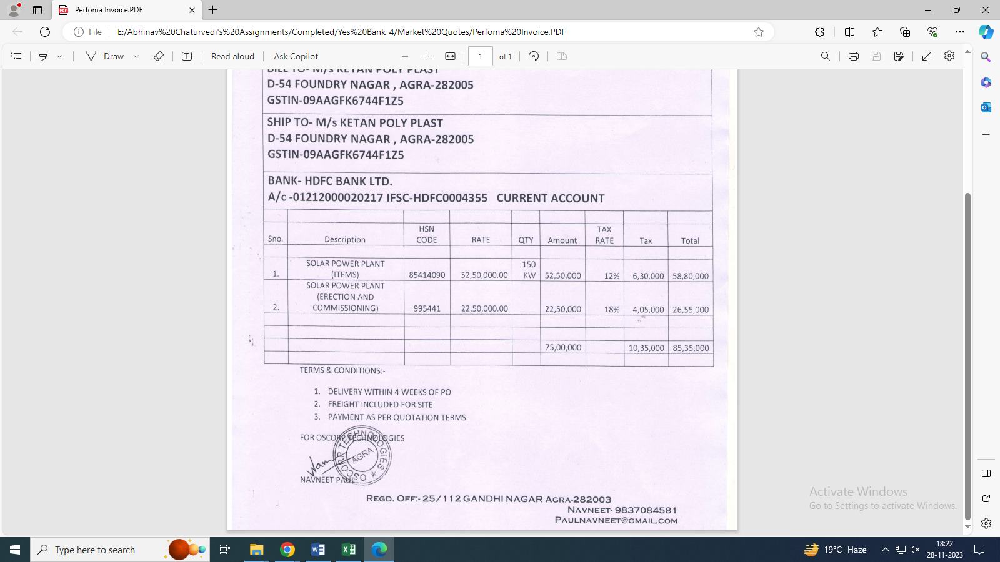 Perfoma Invoice.PDF
File
E:/Abhinav%20Chaturvedi's%20Assignments/Completed/Yes%20Bank_4/Market%20Quotes/Perfoma%20Invoice.PDF
Draw
Read aloud
Ask Copilot
1 of 1
BILL TO- M/s KETAN POLY PLAST
D-54 FOUNDRY NAGAR , AGRA-282005
GSTIN-09AAGFK6744F1Z5
SHIP TO- M/s KETAN POLY PLAST
D-54 FOUNDRY NAGAR , AGRA-282005
GSTIN-09AAGFK6744F1Z5
BANK- HDFC BANK LTD.
A/c -01212000020217 IFSC-HDFC0004355 CURRENT ACCOUNT
Sno. Description HSN CODE RATE QTY Amount TAX RATE Tax Total
1. SOLAR POWER PLANT (ITEMS) 85414090 52,50,000.00 150 KW 52,50,000 12% 6,30,000 58,80,000
2. SOLAR POWER PLANT (ERECTION AND COMMISSIONING) 995441 22,50,000.00 22,50,000 18% 4,05,000 26,55,000
75,00,000 10,35,000 85,35,000
TERMS & CONDITIONS:-
1. DELIVERY WITHIN 4 WEEKS OF PO
2. FREIGHT INCLUDED FOR SITE
3. PAYMENT AS PER QUOTATION TERMS.
FOR OSCORP TECHNOLOGIES
OSCORP TECHNOLOGIES
AGRA
NAVNEET PAUL
REGD. OFF:- 25/112 GANDHI NAGAR AGRA-282003
NAVNEET- 9837084581
PAULNAVNEET@GMAIL.COM
Activate Windows
Go to Settings to activate Windows.
Type here to search
19°C Haze
18:22
28-11-2023